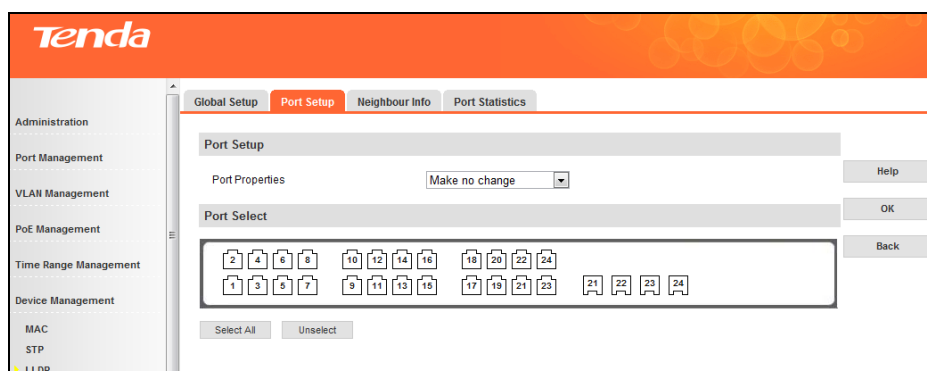 Tenda
Global Setup Port Setup Neighbour Info Port Statistics
Administration
Port Management
VLAN Management
PoE Management
Time Range Management
Device Management
MAC
STP
LLDP
Port Setup
Port Properties Make no change
Port Select
2 4 6 8 10 12 14 16 18 20 22 24
1 3 5 7 9 11 13 15 17 19 21 23 21 22 23 24
Select All Unselect
Help
OK
Back